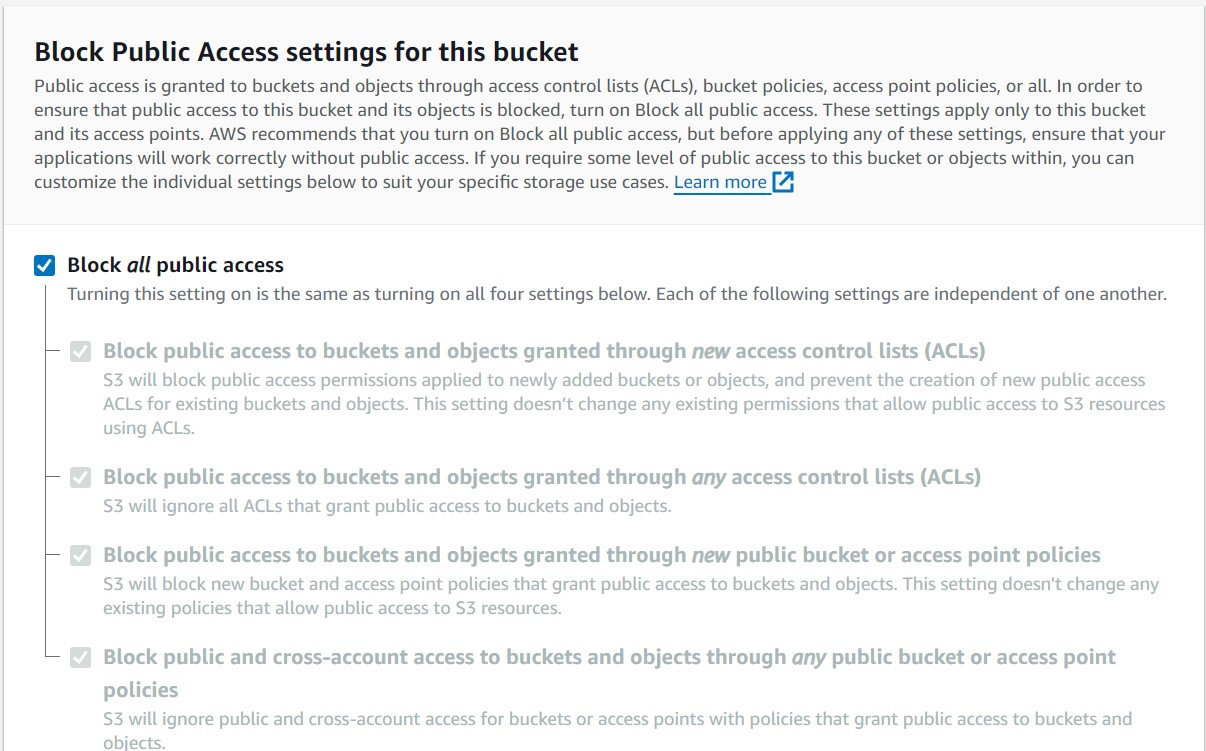 Block Public Access settings for this bucket
Public access is granted to buckets and objects through access control lists (ACLs), bucket policies, access point policies, or all. In order to
ensure that public access to this bucket and its objects is blocked, turn on Block all public access. These settings apply only to this bucket
and its access points. AWS recommends that you turn on Block all public access, but before applying any of these settings, ensure that your
applications will work correctly without public access. If you require some level of public access to this bucket or objects within, you can
customize the individual settings below to suit your specific storage use cases. Learn more
Block all public access
Turning this setting on is the same as turning on all four settings below. Each of the following settings are independent of one another.
Block public access to buckets and objects granted through new access control lists (ACLs)
S3 will block public access permissions applied to newly added buckets or objects, and prevent the creation of new public access
ACLs for existing buckets and objects. This setting doesn’t change any existing permissions that allow public access to S3 resources
using ACLs.
Block public access to buckets and objects granted through any access control lists (ACLs)
S3 will ignore all ACLs that grant public access to buckets and objects.
Block public access to buckets and objects granted through new public bucket or access point policies
S3 will block new bucket and access point policies that grant public access to buckets and objects. This setting doesn't change any
existing policies that allow public access to S3 resources.
Block public and cross-account access to buckets and objects through any public bucket or access point
policies
S3 will ignore public and cross-account access for buckets or access points with policies that grant public access to buckets and
objects.